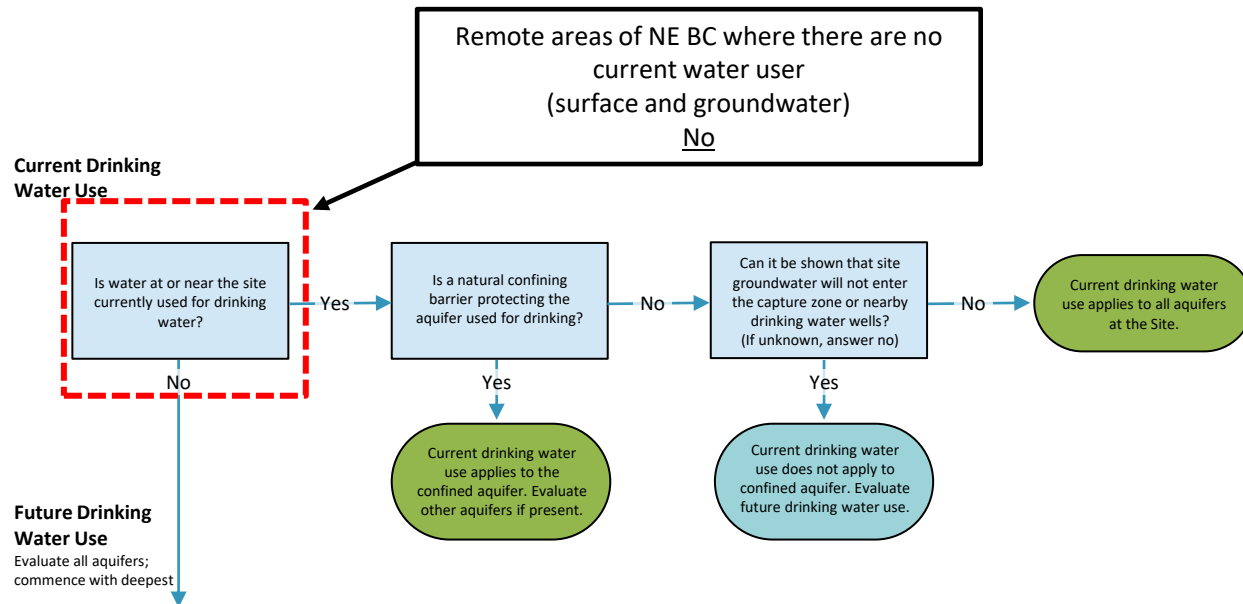 Remote areas of NE BC where there are no
current water user
(surface and groundwater)
No
Current Drinking
Water Use
Is water at or near the site
currently used for drinking
water?
Yes
Is a natural confining
barrier protecting the
aquifer used for drinking?
No
Can it be shown that site
groundwater will not enter
the capture zone or nearby
drinking water wells?
(If unknown, answer no)
No
Current drinking water
use applies to all aquifers
at the Site.
No
Yes
Yes
Current drinking water
use applies to the
confined aquifer. Evaluate
other aquifers if present.
Current drinking water
use does not apply to
confined aquifer. Evaluate
future drinking water use.
Future Drinking
Water Use
Evaluate all aquifers;
commence with deepest